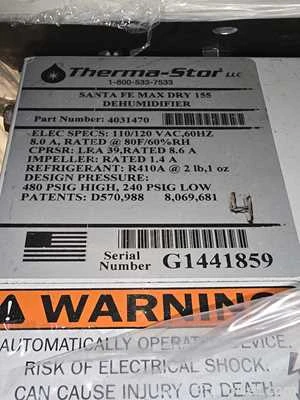 Therma-Stor LLC
1-800-533-7533
SANTA FE MAX DRY 155
DEHUMIDIFIER
Part Number: 4031470
ELEC SPECS: 110/120 VAC,60HZ
8.0 A, RATED @ 80F/60%RH
CPRSR: LRA 39,RATED 8.6 A
IMPELLER: RATED 1.4 A
REFRIGERANT: R410A @ 2 lb,1 oz
DESIGN PRESSURE:
480 PSIG HIGH, 240 PSIG LOW
PATENTS: D570,988 8,069,681
4
Serial
Number G1441859
WARNING
AUTOMATICALLY OPERATED DEVICE.
RISK OF ELECTRICAL SHOCK.
CAN CAUSE INJURY OR DEATH.